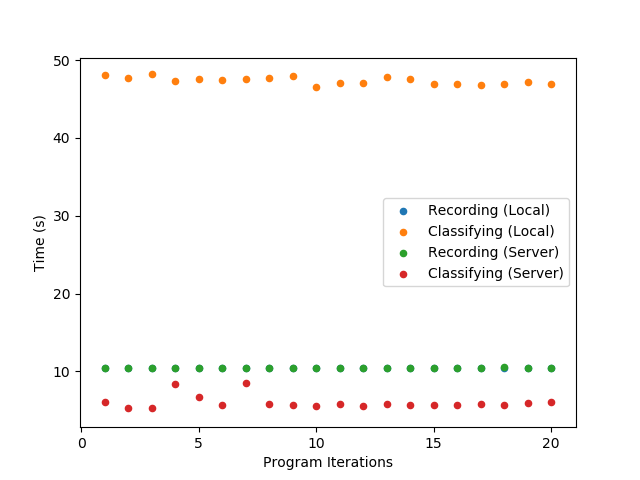 50
40
30
20
10
Time (s)
Recording (Local)
Classifying (Local)
Recording (Server)
Classifying (Server)
0 5 10 15 20
Program Iterations